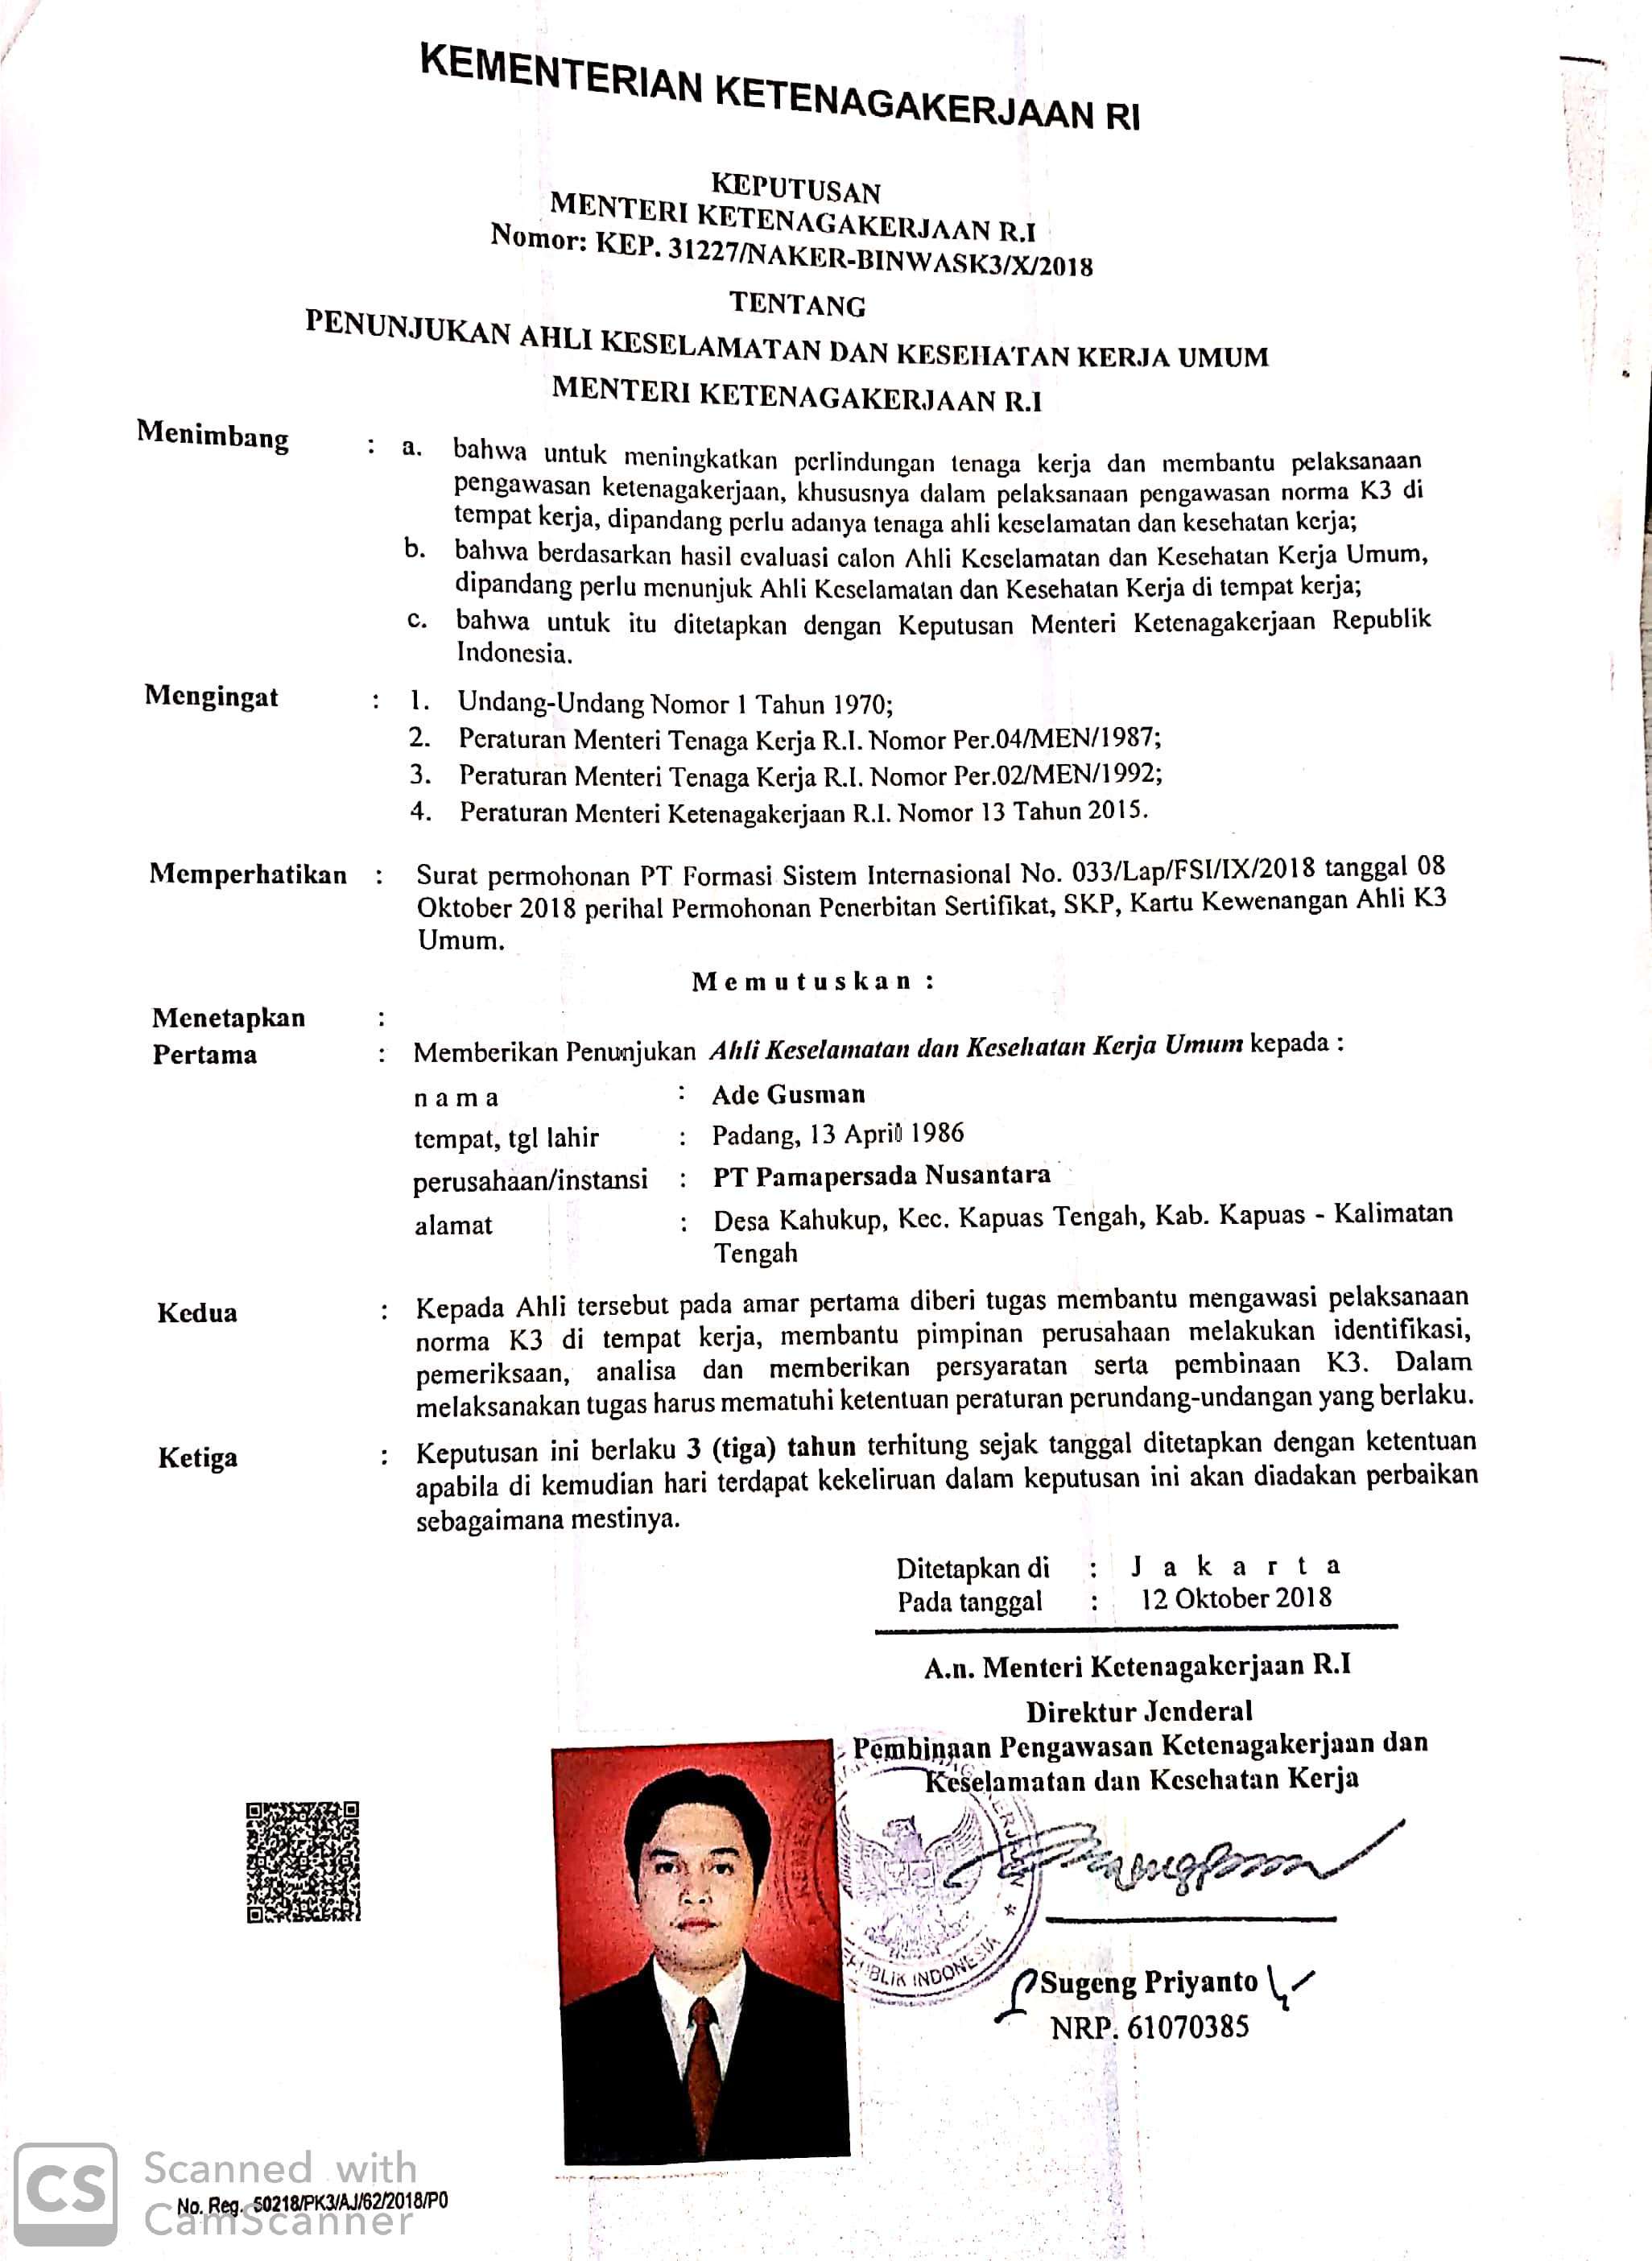 KEMENTERIAN KETENAGAKERJAAN RI
KEPUTUSAN
MENTERI KETENAGAKERJAAN R.I
Nomor: KEP. 31227/NAKER-BINWASK3/X/2018
TENTANG
PENUNJUKAN AHLI KESELAMATAN DAN KESEHATAN KERJA UMUM
MENTERI KETENAGAKERJAAN R.I
Menimbang : a. bahwa untuk meningkatkan perlindungan tenaga kerja dan membantu pelaksanaan
pengawasan ketenagakerjaan, khususnya dalam pelaksanaan pengawasan norma K3 di
tempat kerja, dipandang perlu adanya tenaga ahli keselamatan dan kesehatan kerja;
b. bahwa berdasarkan hasil evaluasi calon Ahli Keselamatan dan Kesehatan Kerja Umum,
dipandang perlu menunjuk Ahli Keselamatan dan Kesehatan Kerja di tempat kerja;
c. bahwa untuk itu ditetapkan dengan Keputusan Menteri Ketenagakerjaan Republik
Indonesia.
Mengingat : 1. Undang-Undang Nomor 1 Tahun 1970;
2. Peraturan Menteri Tenaga Kerja R.I. Nomor Per.04/MEN/1987;
3. Peraturan Menteri Tenaga Kerja R.I. Nomor Per.02/MEN/1992;
4. Peraturan Menteri Ketenagakerjaan R.I. Nomor 13 Tahun 2015.
Memperhatikan : Surat permohonan PT Formasi Sistem Internasional No. 033/Lap/FSI/IX/2018 tanggal 08
Oktober 2018 perihal Permohonan Penerbitan Sertifikat, SKP, Kartu Kewenangan Ahli K3
Umum.
Memutuskan :
Menetapkan :
Pertama : Memberikan Penunjukan Ahli Keselamatan dan Kesehatan Kerja Umum kepada :
nama : Ade Gusman
tempat, tgl lahir : Padang, 13 April 1986
perusahaan/instansi : PT Pamapersada Nusantara
alamat : Desa Kahukup, Kec. Kapuas Tengah, Kab. Kapuas - Kalimatan
Tengah
Kedua : Kepada Ahli tersebut pada amar pertama diberi tugas membantu mengawasi pelaksanaan
norma K3 di tempat kerja, membantu pimpinan perusahaan melakukan identifikasi,
pemeriksaan, analisa dan memberikan persyaratan serta pembinaan K3. Dalam
melaksanakan tugas harus mematuhi ketentuan peraturan perundang-undangan yang berlaku.
Ketiga : Keputusan ini berlaku 3 (tiga) tahun terhitung sejak tanggal ditetapkan dengan ketentuan
apabila di kemudian hari terdapat kekeliruan dalam keputusan ini akan diadakan perbaikan
sebagaimana mestinya.
Ditetapkan di : Jakarta
Pada tanggal : 12 Oktober 2018
A.n. Menteri Ketenagakerjaan R.I
Direktur Jenderal
Pembinaan Pengawasan Ketenagakerjaan dan
Keselamatan dan Kesehatan Kerja
REPUBLIK INDONESIA
Sugeng Priyanto
NRP. 61070385
CS Scanned with
CamScanner
No. Reg. 50218/PK3/AJ/62/2018/P0